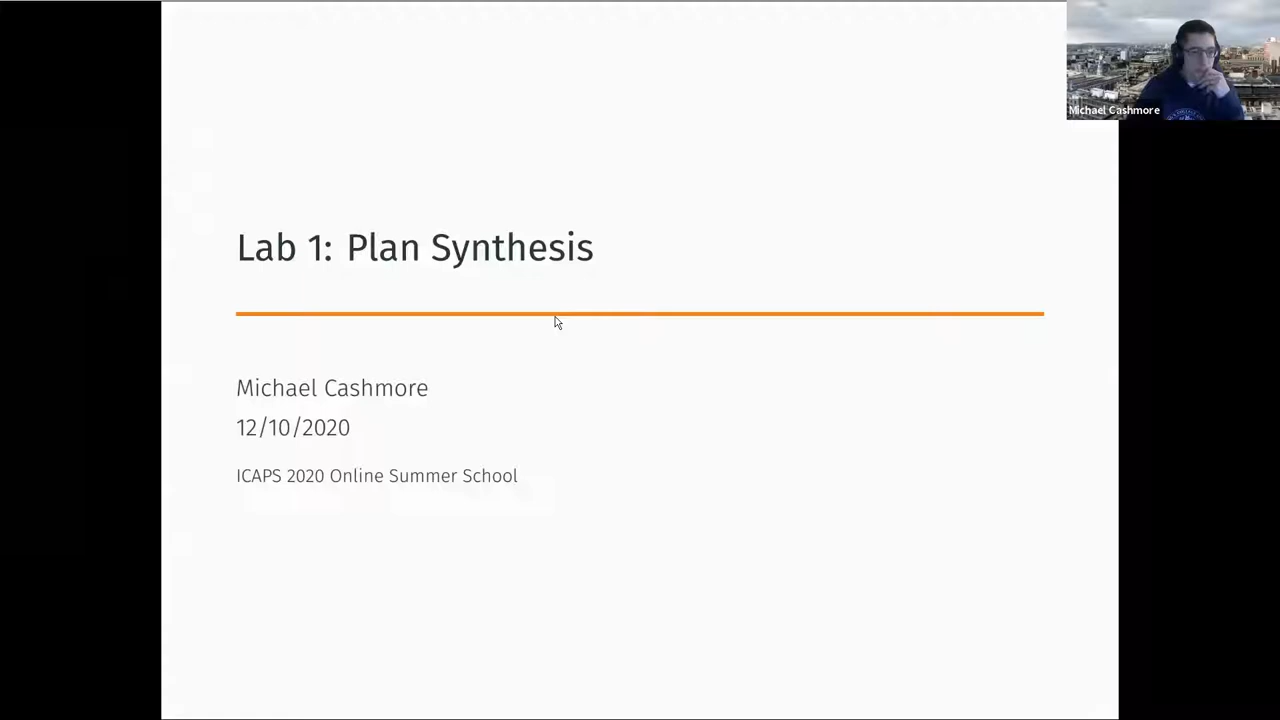 Michael Cashmore
Lab 1: Plan Synthesis
Michael Cashmore
12/10/2020
ICAPS 2020 Online Summer School